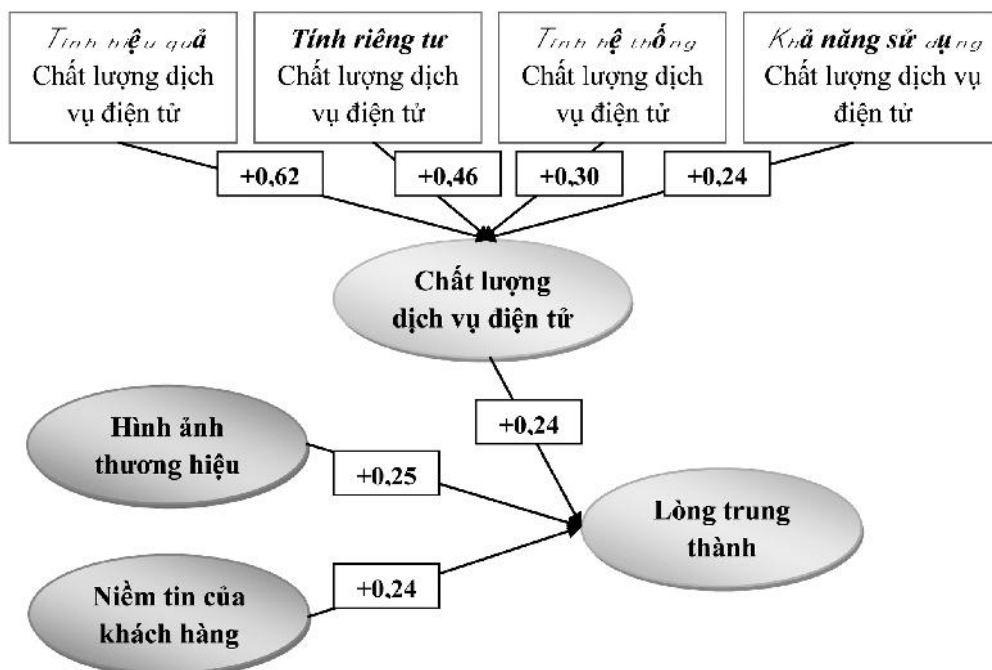 Tính hiệu quả
Chất lượng dịch
vụ điện tử
Tính riêng tư
Chất lượng dịch
vụ điện tử
Tính hệ thống
Chất lượng dịch
vụ điện tử
Khả năng sử dụng
Chất lượng dịch vụ
điện tử
+0,62
+0,46
+0,30
+0,24
Chất lượng
dịch vụ điện tử
+0,24
Hình ảnh
thương hiệu
+0,25
Lòng trung
thành
+0,24
Niềm tin của
khách hàng